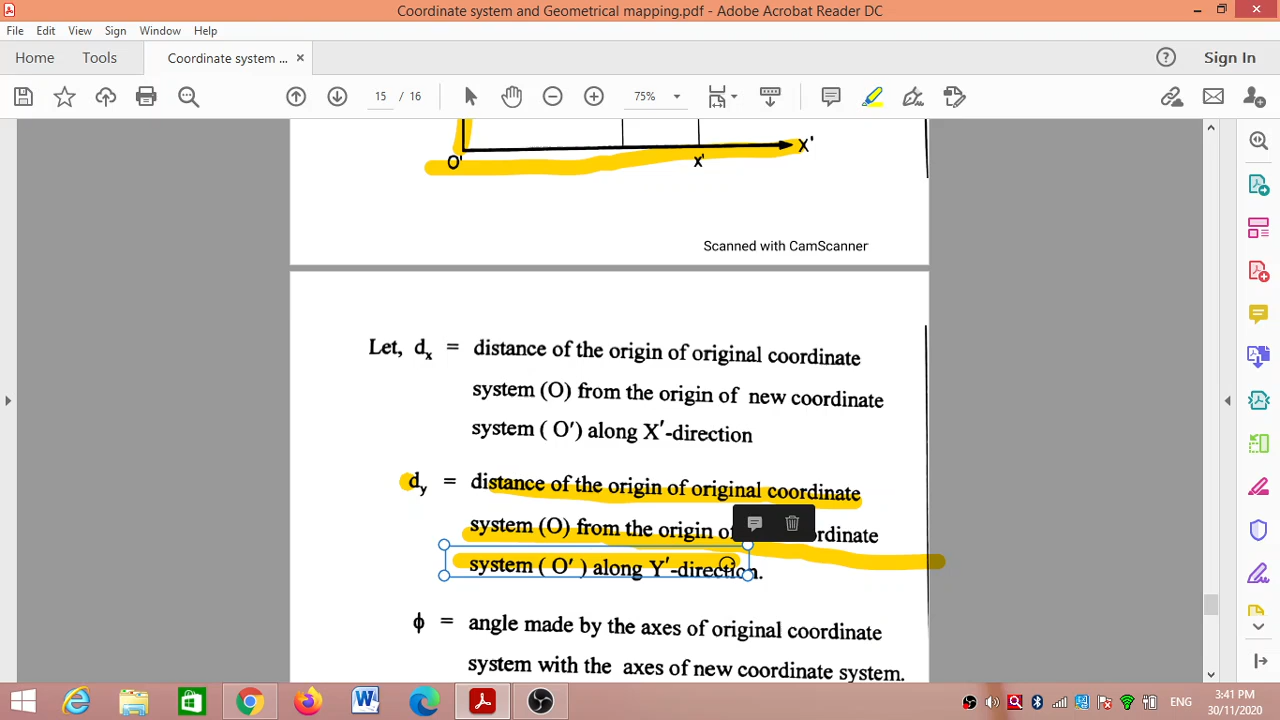 Coordinate system and Geometrical mapping.pdf - Adobe Acrobat Reader DC
File Edit View Sign Window Help
Home Tools Coordinate system ... × Sign In
15 / 16 75%
O' x' X'
Scanned with CamScanner
Let, dx = distance of the origin of original coordinate
system (O) from the origin of new coordinate
system ( O′) along X′-direction
dy = distance of the origin of original coordinate
system (O) from the origin of
system ( O′ ) along Y′-direction.
ϕ = angle made by the axes of original coordinate
system with the axes of new coordinate system.
ENG
3:41 PM
30/11/2020